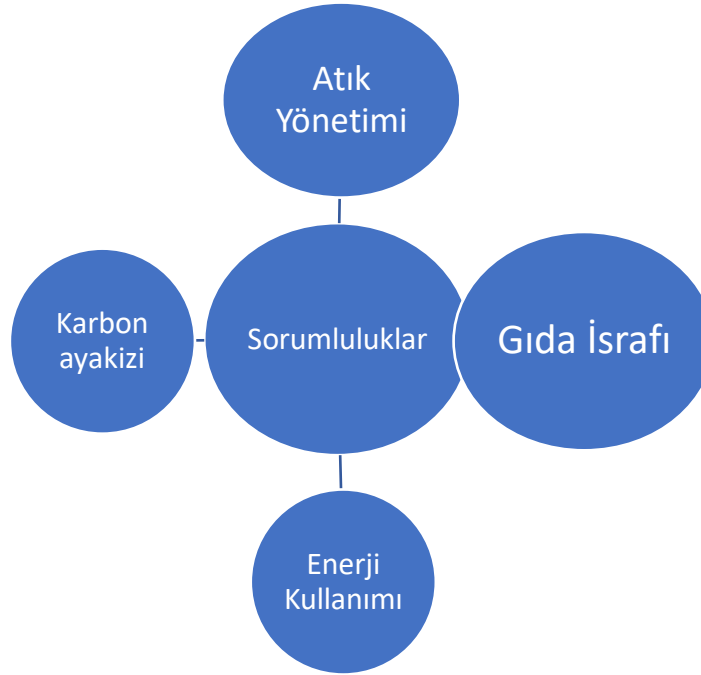 Atık
Yönetimi
Karbon
ayakizi
Sorumluluklar
Gıda İsrafı
Enerji
Kullanımı